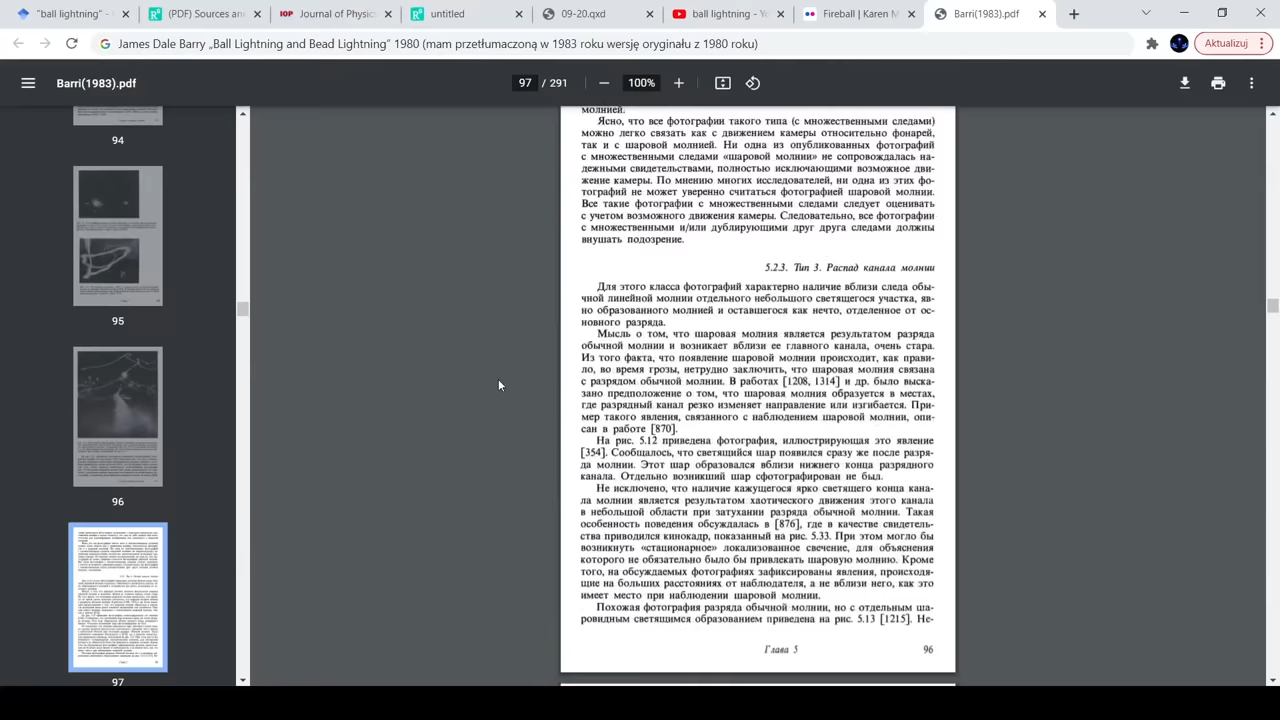 "ball lightning" -
(PDF) Sources an
IOP
Journal of Physic
untitled
09-20.qxd
ball lightning - Yo
Fireball | Karen M
Barri(1983).pdf
James Dale Barry „Ball Lightning and Bead Lightning” 1980 (mam przetłumaczoną w 1983 roku wersję oryginału z 1980 roku)
Aktualizuj
Barri(1983).pdf
97 / 291
100%
94
95
96
97
молнией.
Ясно, что все фотографии такого типа (с множественными следами)
можно легко связать как с движением камеры относительно фонарей,
так и с шаровой молнией. Ни одна из опубликованных фотографий
с множественными следами «шаровой молнии» не сопровождалась на-
дежными свидетельствами, полностью исключающими возможное дви-
жение камеры. По мнению многих исследователей, ни одна из этих фо-
тографий не может уверенно считаться фотографией шаровой молнии.
Все такие фотографии с множественными следами следует оценивать
с учетом возможного движения камеры. Следовательно, все фотографии
с множественными и/или дублирующими друг друга следами должны
внушать подозрение.
5.2.3. Тип 3. Распад канала молнии
Для этого класса фотографий характерно наличие вблизи следа обы-
чной линейной молнии отдельного небольшого светящегося участка, яв-
но образованного молнией и оставшегося как нечто, отделенное от ос-
новного разряда.
Мысль о том, что шаровая молния является результатом разряда
обычной молнии и возникает вблизи ее главного канала, очень стара.
Из того факта, что появление шаровой молнии происходит, как прави-
ло, во время грозы, нетрудно заключить, что шаровая молния связана
с разрядом обычной молнии. В работах [1208, 1314] и др. было выска-
зано предположение о том, что шаровая молния образуется в местах,
где разрядный канал резко изменяет направление или изгибается. При-
мер такого явления, связанного с наблюдением шаровой молнии, опи-
сан в работе [870].
На рис. 5.12 приведена фотография, иллюстрирующая это явление
[354]. Сообщалось, что светящийся шар появился сразу же после разря-
да молнии. Этот шар образовался вблизи нижнего конца разрядного
канала. Отдельно возникший шар сфотографирован не был.
Не исключено, что наличие кажущегося ярко светящего конца кана-
ла молнии является результатом хаотического движения этого канала
в небольшой области при затухании разряда обычной молнии. Такая
особенность поведения обсуждалась в [876], где в качестве свидетель-
ства приводился кинокадр, показанный на рис. 5.33. При этом могло бы
возникнуть «стационарное» локализованное свечение, для объяснения
которого не обязательно было бы привлекать шаровую молнию. Кроме
того, на обсуждаемых фотографиях зафиксированы явления, происходя-
щие на больших расстояниях от наблюдателя, а не вблизи него, как это
имеет место при наблюдении шаровой молнии.
Похожая фотография разряда обычной молнии, но с отдельным ша-
ровидным светящимся образованием приведена на рис. 5.13 [1215]. Не-
Глава 5
96